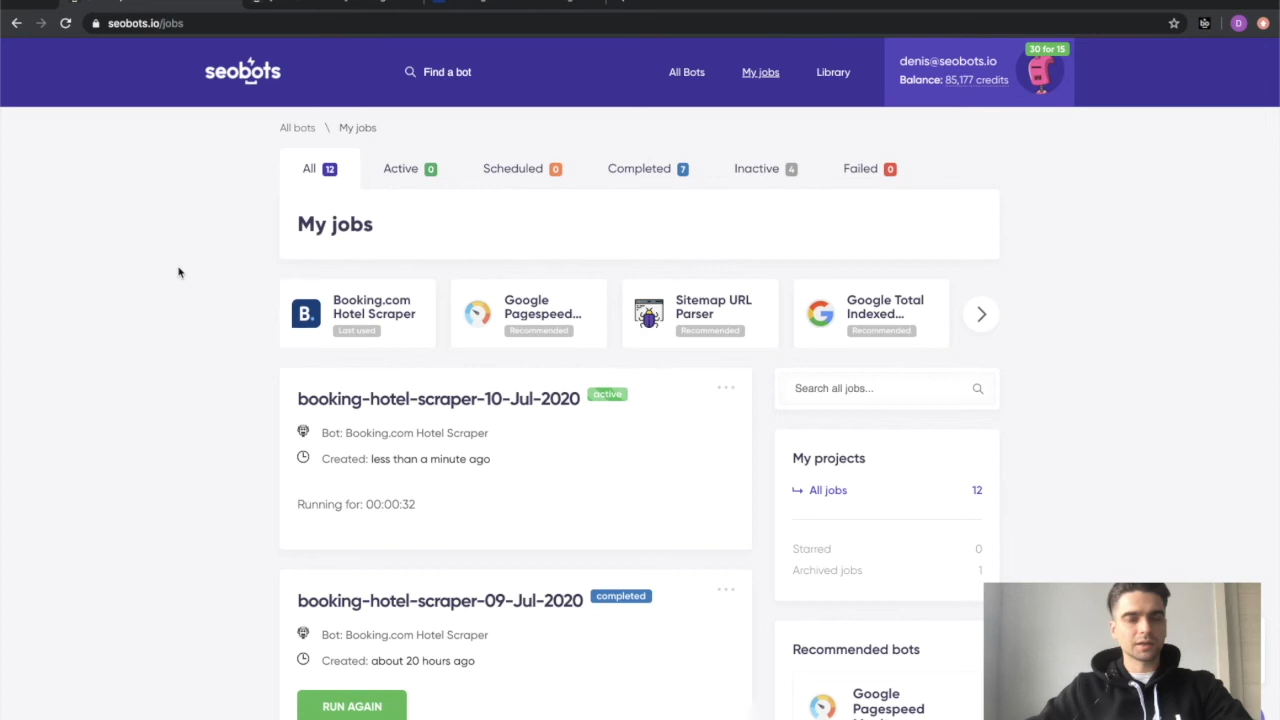 seobots.io/jobs
D
seobots
Find a bot
All Bots
My jobs
Library
denis@seobots.io
Balance: 85,177 credits
30 for 15
All bots \ My jobs
All 12
Active 0
Scheduled 0
Completed 7
Inactive 4
Failed 0
My jobs
B.
Booking.com
Hotel Scraper
Last used
Google
Pagespeed...
Recommended
Sitemap URL
Parser
Recommended
Google Total
Indexed...
Recommended
booking-hotel-scraper-10-Jul-2020 active
Bot: Booking.com Hotel Scraper
Created: less than a minute ago
Running for: 00:00:32
booking-hotel-scraper-09-Jul-2020 completed
Bot: Booking.com Hotel Scraper
Created: about 20 hours ago
RUN AGAIN
Search all jobs...
My projects
All jobs 12
Starred 0
Archived jobs 1
Recommended bots
Google
Pagespeed